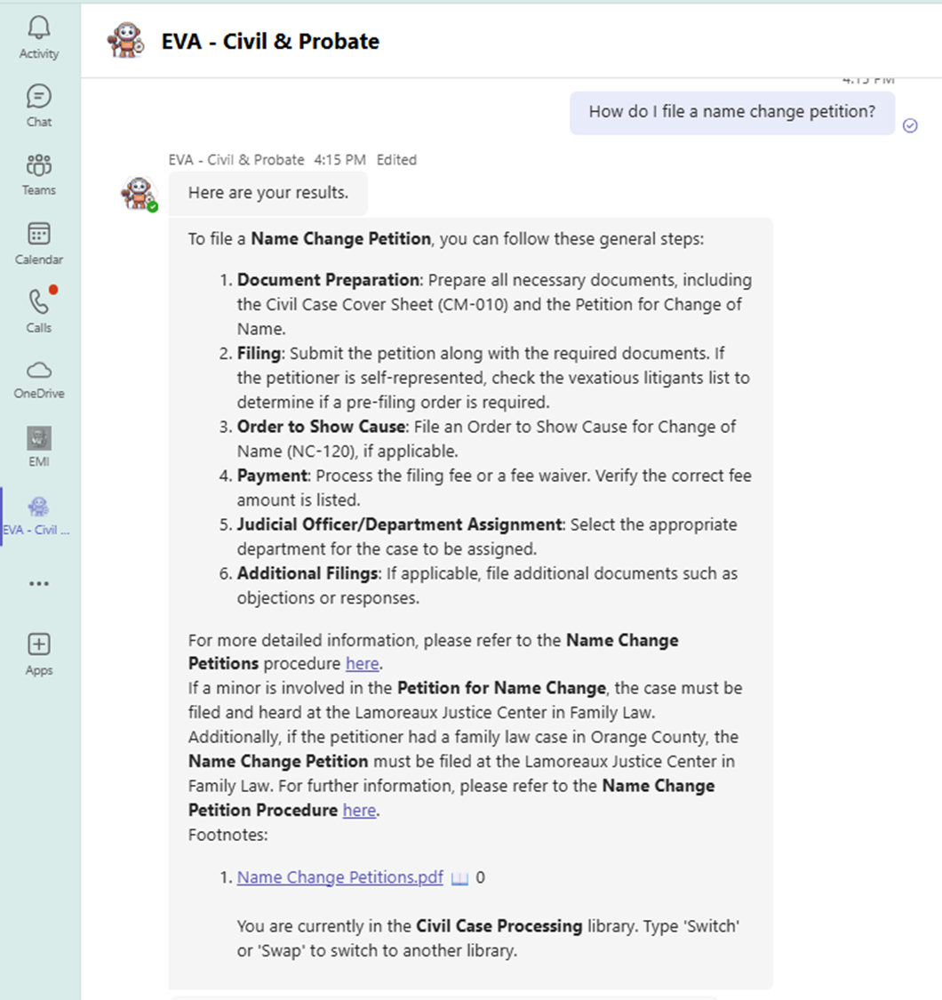 Activity
Chat
Teams
Calendar
Calls
OneDrive
EMI
EVA - Civil ...
Apps
EVA - Civil & Probate
4:15 PM
How do I file a name change petition?
EVA - Civil & Probate 4:15 PM Edited
Here are your results.
To file a Name Change Petition, you can follow these general steps:
1. Document Preparation: Prepare all necessary documents, including
the Civil Case Cover Sheet (CM-010) and the Petition for Change of
Name.
2. Filing: Submit the petition along with the required documents. If
the petitioner is self-represented, check the vexatious litigants list to
determine if a pre-filing order is required.
3. Order to Show Cause: File an Order to Show Cause for Change of
Name (NC-120), if applicable.
4. Payment: Process the filing fee or a fee waiver. Verify the correct fee
amount is listed.
5. Judicial Officer/Department Assignment: Select the appropriate
department for the case to be assigned.
6. Additional Filings: If applicable, file additional documents such as
objections or responses.
For more detailed information, please refer to the Name Change
Petitions procedure here.
If a minor is involved in the Petition for Name Change, the case must be
filed and heard at the Lamoreaux Justice Center in Family Law.
Additionally, if the petitioner had a family law case in Orange County, the
Name Change Petition must be filed at the Lamoreaux Justice Center in
Family Law. For further information, please refer to the Name Change
Petition Procedure here.
Footnotes:
1. Name Change Petitions.pdf 📖 0
You are currently in the Civil Case Processing library. Type 'Switch'
or 'Swap' to switch to another library.